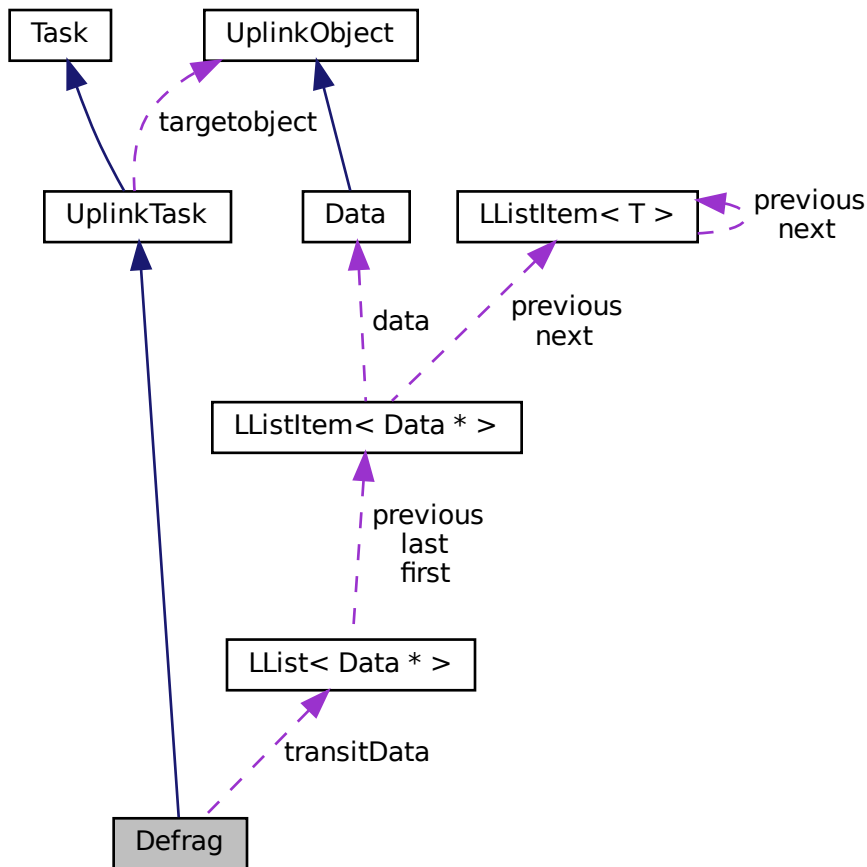 Task
UplinkObject
targetobject
UplinkTask
Data
LListItem< T >
previous
next
data
previous
next
LListItem< Data * >
previous
last
first
LList< Data * >
transitData
Defrag